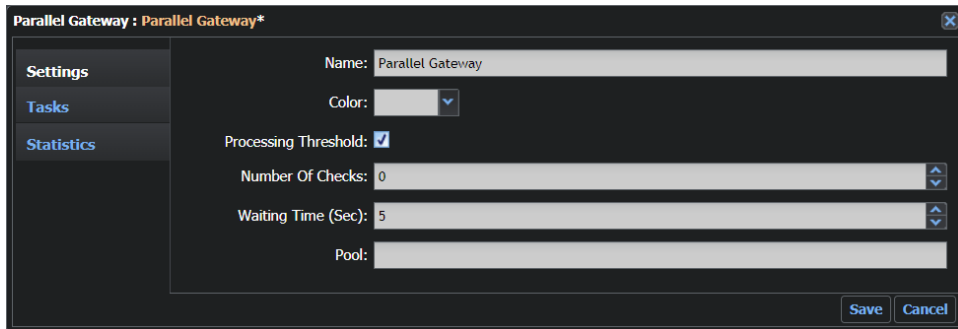 Parallel Gateway : Parallel Gateway*
Settings
Tasks
Statistics
Name: Parallel Gateway
Color:
Processing Threshold:
Number Of Checks: 0
Waiting Time (Sec): 5
Pool:
Save Cancel